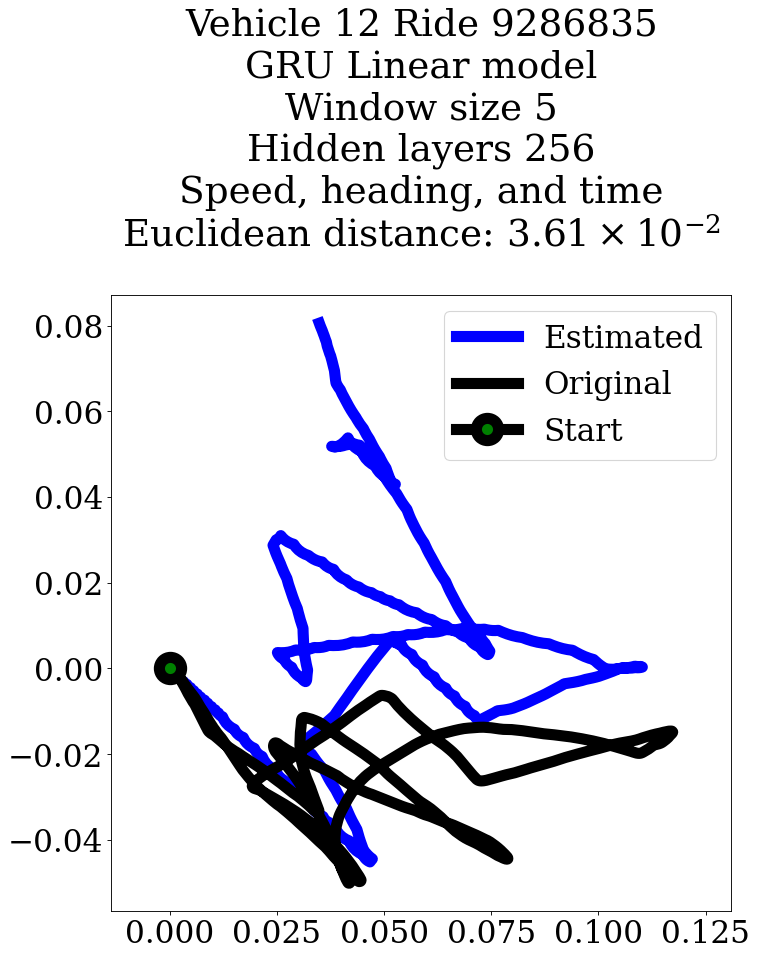 Vehicle 12 Ride 9286835
GRU Linear model
Window size 5
Hidden layers 256
Speed, heading, and time
Euclidean distance: 3.61 × 10⁻²
Estimated
Original
Start
0.08
0.06
0.04
0.02
0.00
−0.02
−0.04
0.000 0.025 0.050 0.075 0.100 0.125